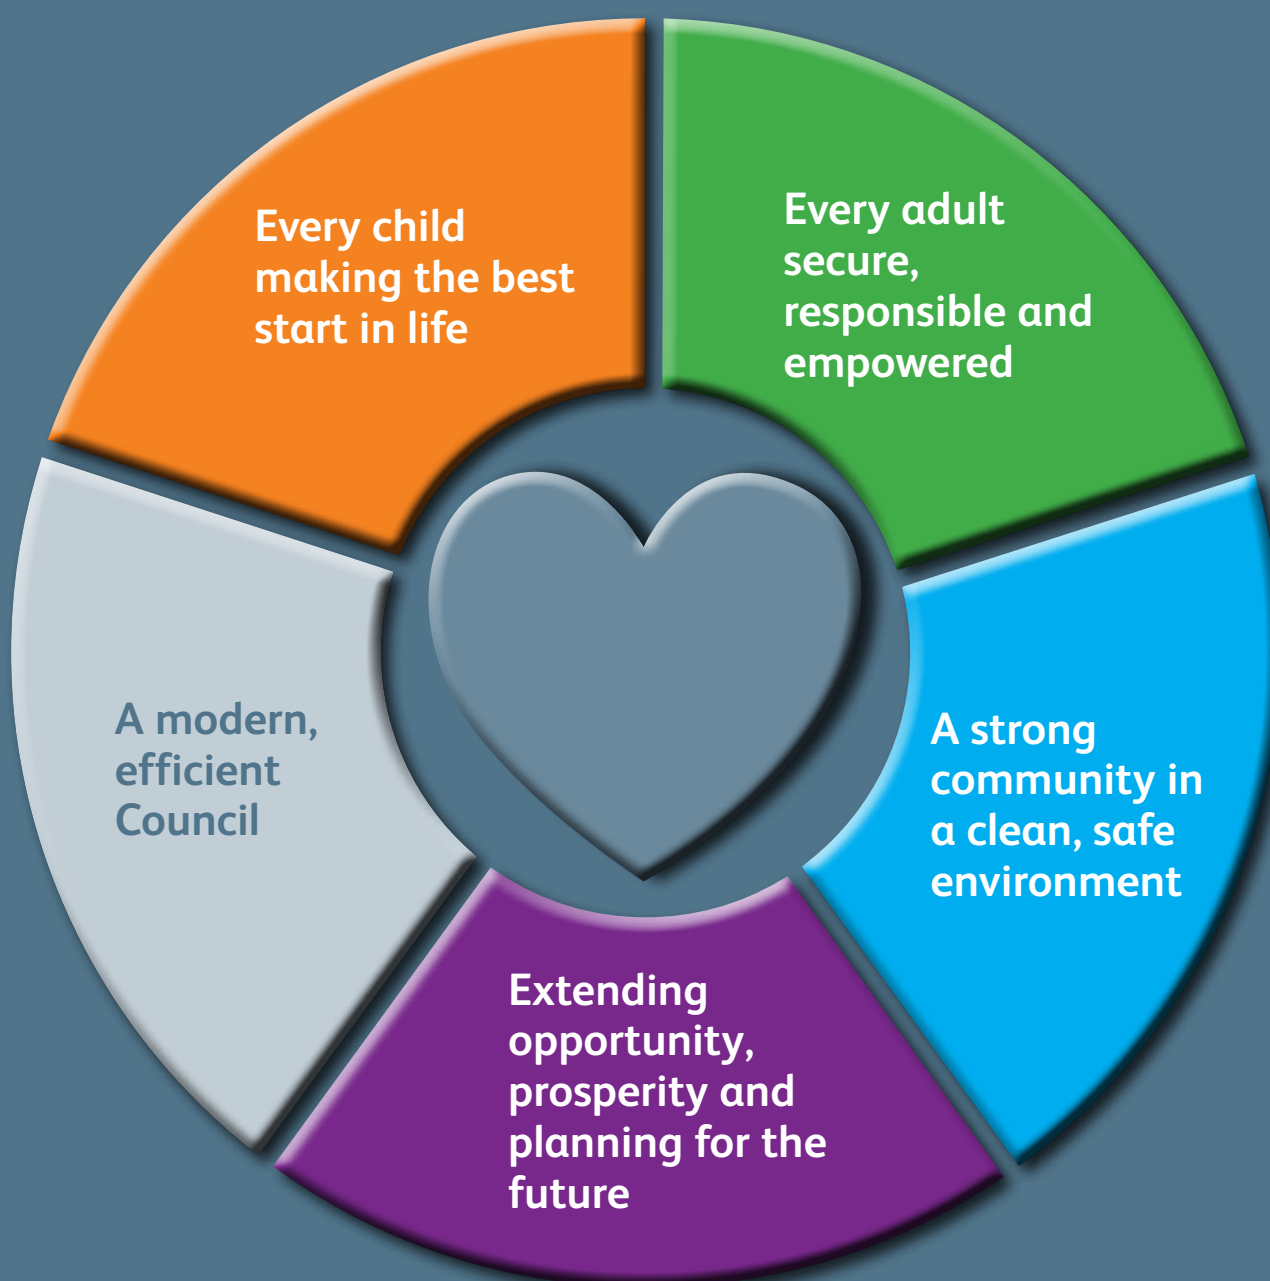 Every child
making the best
start in life
Every adult
secure,
responsible and
empowered
A strong
community in
a clean, safe
environment
Extending
opportunity,
prosperity and
planning for the
future
A modern,
efficient
Council